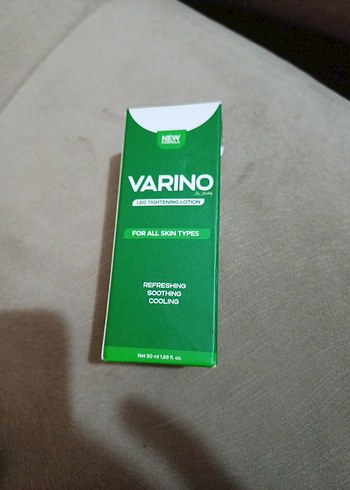 NEW
FORMULA
VARINO
LEG TIGHTENING LOTION
FOR ALL SKIN TYPES
REFRESHING
SOOTHING
COOLING
Net 50 ml 1,69 fl. oz.